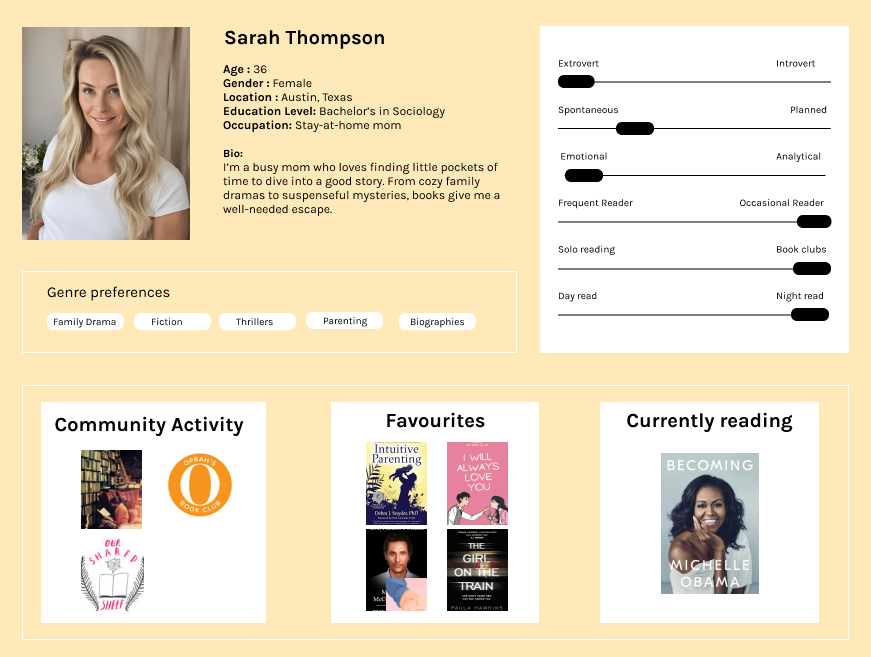 Sarah Thompson
Age : 36
Gender : Female
Location : Austin, Texas
Education Level: Bachelor's in Sociology
Occupation: Stay-at-home mom
Bio:
I'm a busy mom who loves finding little pockets of
time to dive into a good story. From cozy family
dramas to suspenseful mysteries, books give me a
well-needed escape.
Extrovert Introvert
Spontaneous Planned
Emotional Analytical
Frequent Reader Occasional Reader
Solo reading Book clubs
Day read Night read
Genre preferences
Family Drama Fiction Thrillers Parenting Biographies
Community Activity
OPRAH'S
O
BOOK CLUB
OUR
SHARED
SHELF
Favourites
Intuitive
Parenting
Debra J. Snyder, PhD
I WILL
ALWAYS
LOVE
YOU
THE
GIRL
ON THE
TRAIN
PAULA HAWKINS
Currently reading
BECOMING
MICHELLE
OBAMA